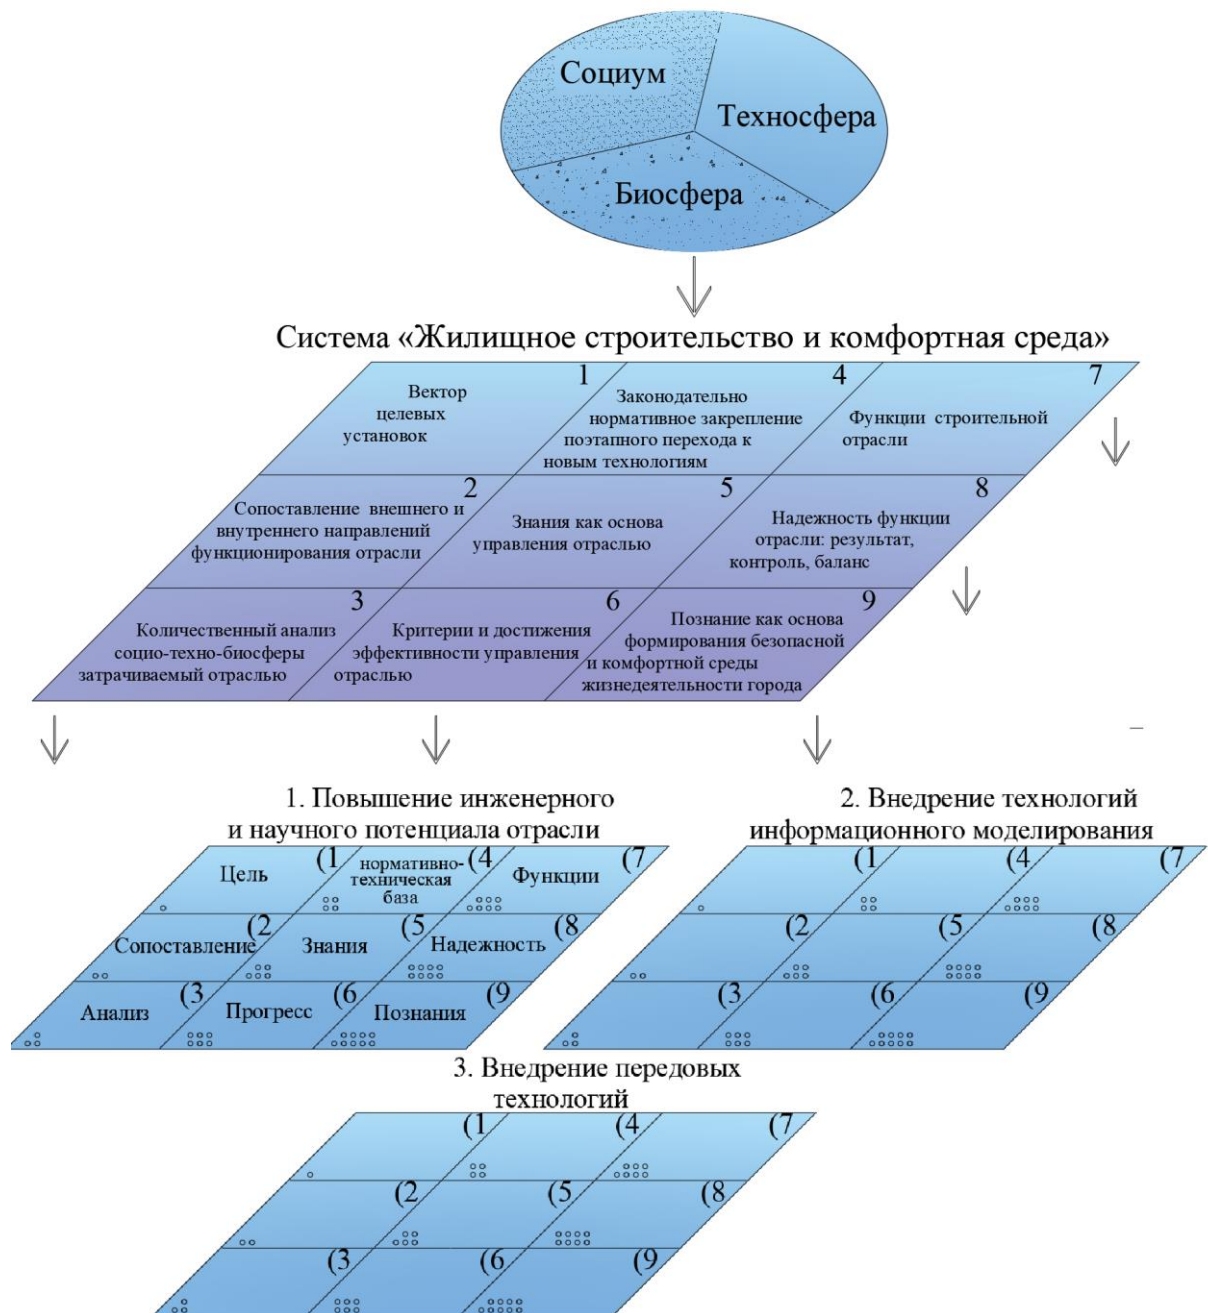 Социум
Техносфера
Биосфера
Система «Жилищное строительство и комфортная среда»
1
Вектор
целевых
установок
4
Законодательно
нормативное закрепление
поэтапного перехода к
новым технологиям
7
Функции строительной
отрасли
2
Сопоставление внешнего и
внутреннего направлений
функционирования отрасли
5
Знания как основа
управления отраслью
8
Надежность функции
отрасли: результат,
контроль, баланс
3
Количественный анализ
социо-техно-биосферы
затрачиваемый отраслью
6
Критерии и достижения
эффективности управления
отраслью
9
Познание как основа
формирования безопасной
и комфортной среды
жизнедеятельности города
1. Повышение инженерного
и научного потенциала отрасли
(1
Цель
(4
нормативно-
техническая
база
(7
Функции
(2
Сопоставление
(5
Знания
(8
Надежность
(3
Анализ
(6
Прогресс
(9
Познания
2. Внедрение технологий
информационного моделирования
(1
(4
(7
(2
(5
(8
(3
(6
(9
3. Внедрение передовых
технологий
(1
(4
(7
(2
(5
(8
(3
(6
(9